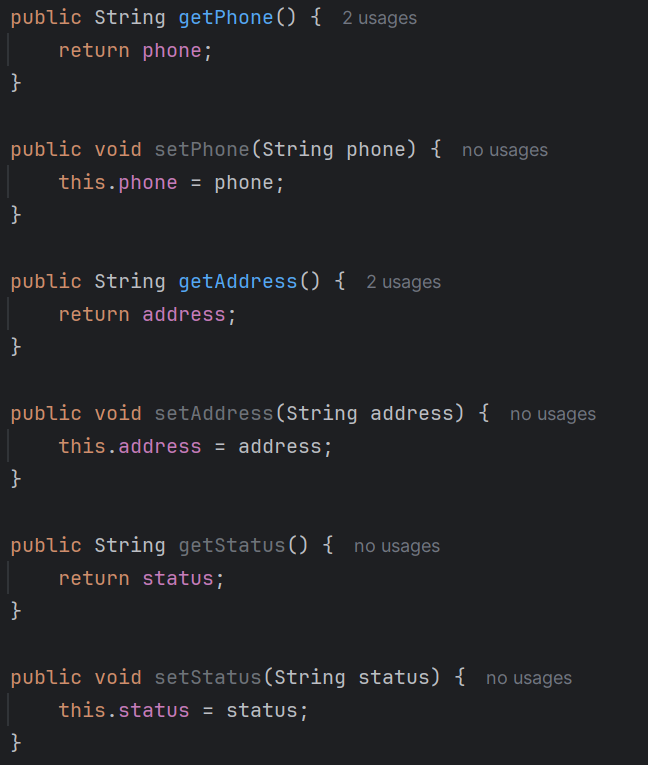 public String getPhone() { 2 usages
return phone;
}
public void setPhone(String phone) { no usages
this.phone = phone;
}
public String getAddress() { 2 usages
return address;
}
public void setAddress(String address) { no usages
this.address = address;
}
public String getStatus() { no usages
return status;
}
public void setStatus(String status) { no usages
this.status = status;
}